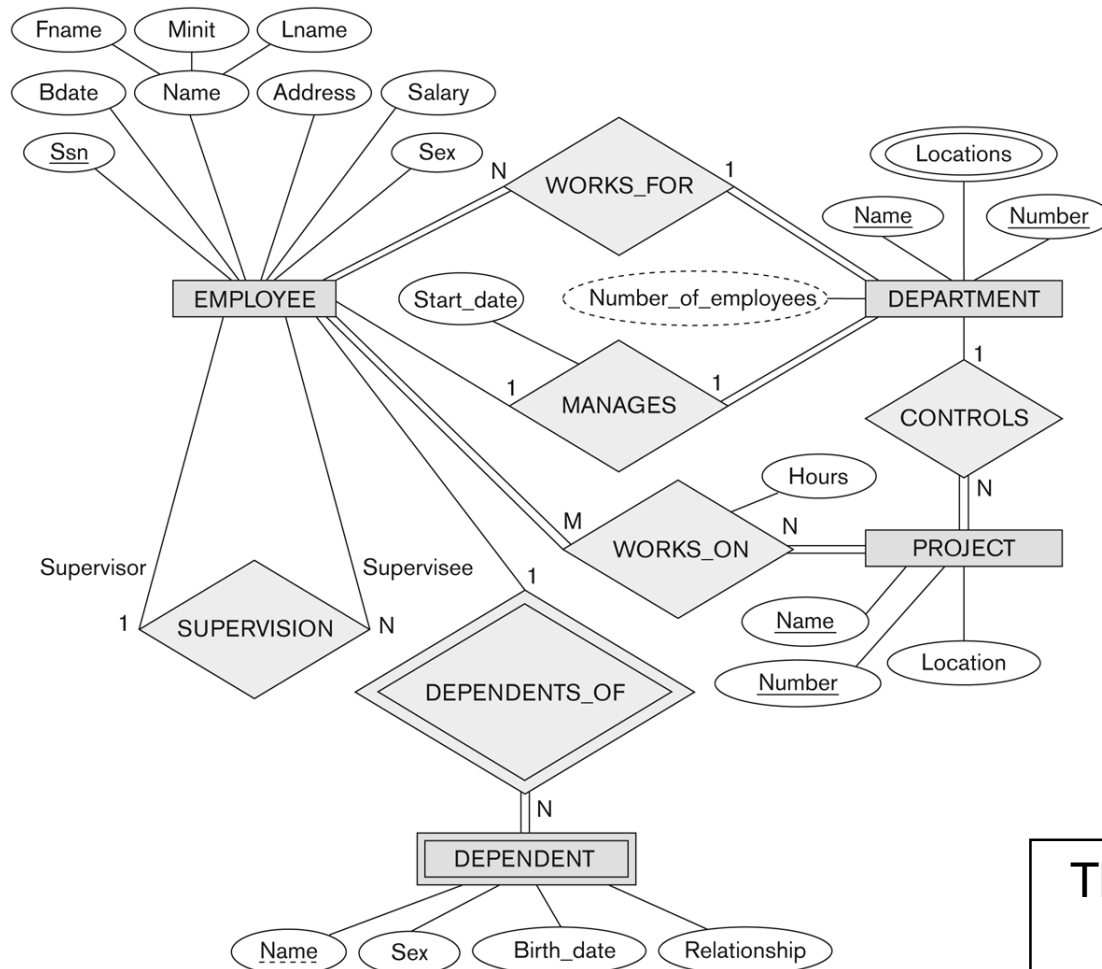 Fname Minit Lname
Bdate Name Address Salary
Ssn Sex
N WORKS_FOR 1
Locations
Name Number
EMPLOYEE Start_date Number_of_employees DEPARTMENT
1 MANAGES 1
1
CONTROLS
N
Hours
M WORKS_ON N
PROJECT
Supervisor Supervisee
1 SUPERVISION N
1
Name
Number Location
DEPENDENTS_OF
N
DEPENDENT
Name Sex Birth_date Relationship